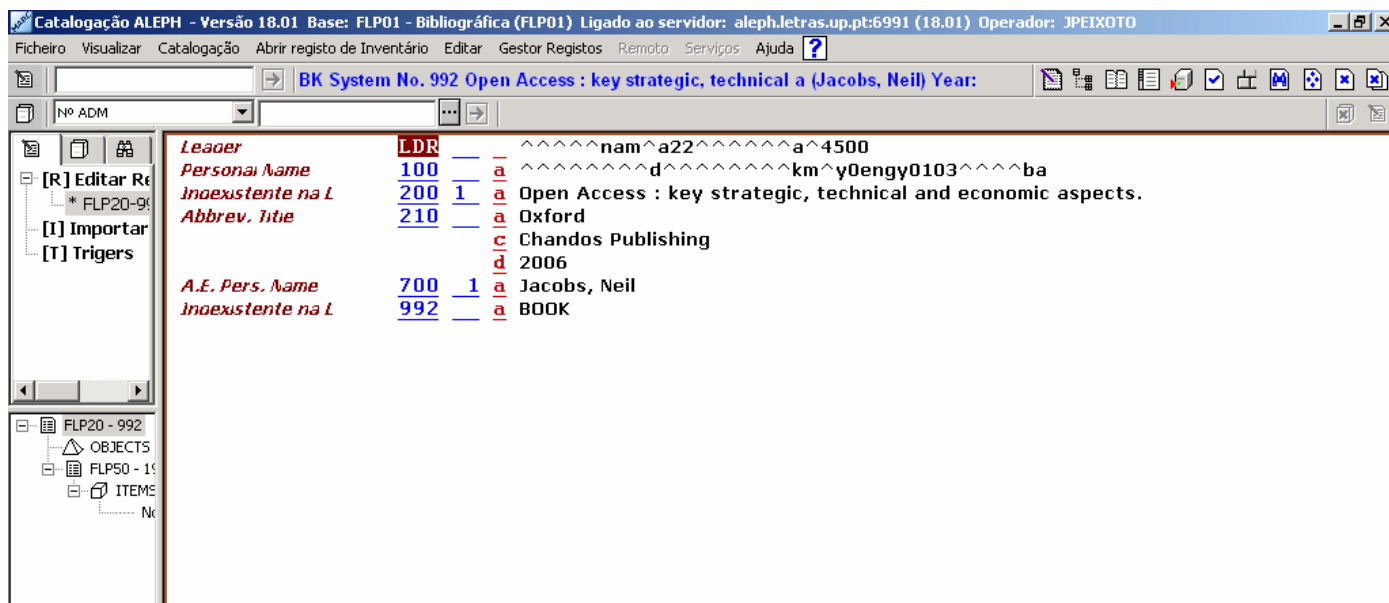 Catalogação ALEPH - Versão 18.01 Base: FLP01 - Bibliográfica (FLP01) Ligado ao servidor: aleph.letras.up.pt:6991 (18.01) Operador: JPEIXOTO
Ficheiro Visualizar Catalogação Abrir registo de Inventário Editar Gestor Registos Remoto Serviços Ajuda ?
BK System No. 992 Open Access : key strategic, technical a (Jacobs, Neil) Year:
Nº ADM
[R] Editar Re
* FLP20-99
[I] Importar
[T] Trigers
Leader LDR ^^^^^nam^a22^^^^^^a^4500
Personal Name 100 a ^^^^^^^^d^^^^^^^^^km^y0engy0103^^^^ba
Inexistente na L 200 1 a Open Access : key strategic, technical and economic aspects.
Abbrev. Title 210 a Oxford
c Chandos Publishing
d 2006
A.E. Pers. Name 700 1 a Jacobs, Neil
Inexistente na L 992 a BOOK
FLP20 - 992
OBJECTS
FLP50 - 19
ITEMS
No